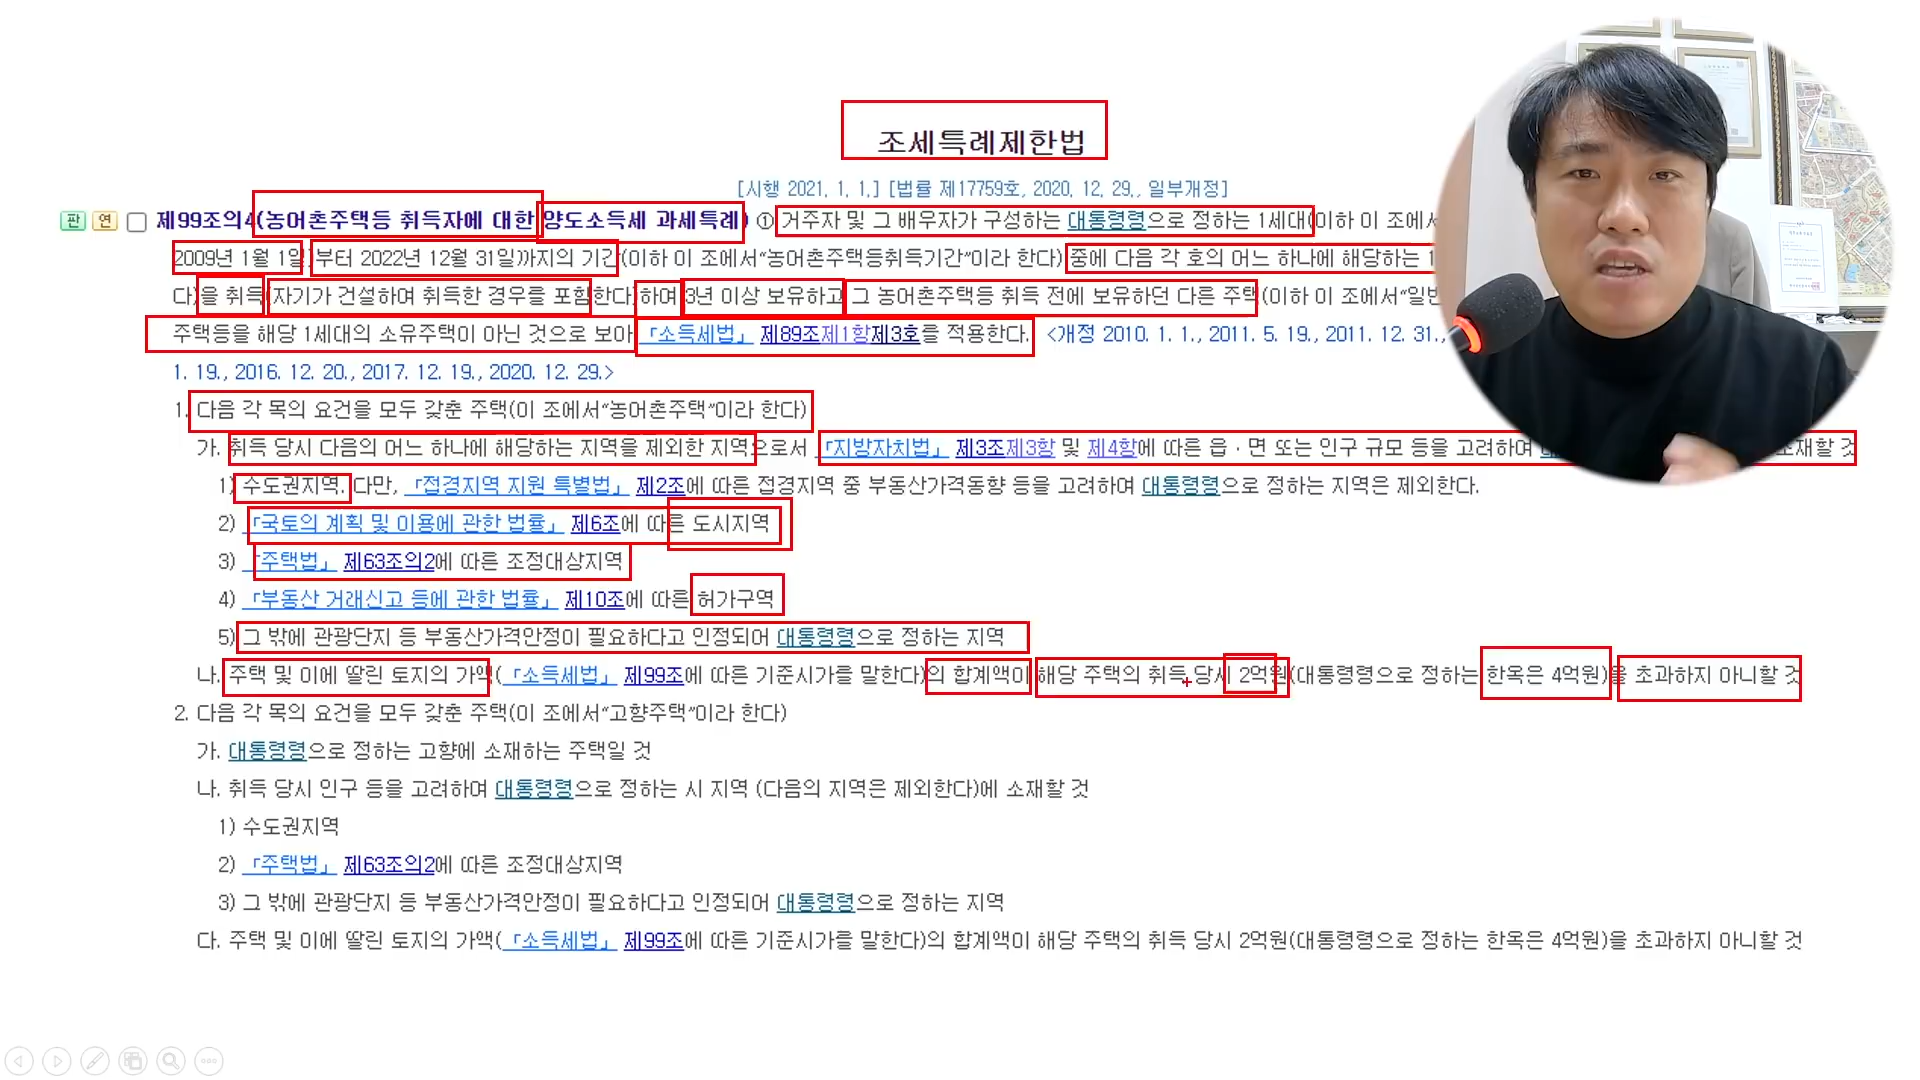 조세특례제한법
[시행 2021. 1. 1.] [법률 제17759호, 2020. 12. 29., 일부개정]
판 연 제99조의4(농어촌주택등 취득자에 대한 양도소득세 과세특례) ① 거주자 및 그 배우자가 구성하는 대통령령으로 정하는 1세대(이하 이 조에서
2009년 1월 1일부터 2022년 12월 31일까지의 기간(이하 이 조에서“농어촌주택등취득기간”이라 한다) 중에 다음 각 호의 어느 하나에 해당하는 1
다)을 취득(자기가 건설하여 취득한 경우를 포함한다)하여 3년 이상 보유하고 그 농어촌주택등 취득 전에 보유하던 다른 주택(이하 이 조에서“일반
주택등을 해당 1세대의 소유주택이 아닌 것으로 보아 「소득세법」 제89조제1항제3호를 적용한다. <개정 2010. 1. 1., 2011. 5. 19., 2011. 12. 31.,
1. 19., 2016. 12. 20., 2017. 12. 19., 2020. 12. 29.>
1. 다음 각 목의 요건을 모두 갖춘 주택(이 조에서“농어촌주택”이라 한다)
가. 취득 당시 다음의 어느 하나에 해당하는 지역을 제외한 지역으로서 「지방자치법」 제3조제3항 및 제4항에 따른 읍ㆍ면 또는 인구 규모 등을 고려하여 소재할 것
1) 수도권지역. 다만, 「접경지역 지원 특별법」 제2조에 따른 접경지역 중 부동산가격동향 등을 고려하여 대통령령으로 정하는 지역은 제외한다.
2) 「국토의 계획 및 이용에 관한 법률」 제6조에 따른 도시지역
3) 「주택법」 제63조의2에 따른 조정대상지역
4) 「부동산 거래신고 등에 관한 법률」 제10조에 따른 허가구역
5) 그 밖에 관광단지 등 부동산가격안정이 필요하다고 인정되어 대통령령으로 정하는 지역
나. 주택 및 이에 딸린 토지의 가액(「소득세법」 제99조에 따른 기준시가를 말한다)의 합계액이 해당 주택의 취득 당시 2억원(대통령령으로 정하는 한옥은 4억원)을 초과하지 아니할 것
2. 다음 각 목의 요건을 모두 갖춘 주택(이 조에서“고향주택”이라 한다)
가. 대통령령으로 정하는 고향에 소재하는 주택일 것
나. 취득 당시 인구 등을 고려하여 대통령령으로 정하는 시 지역 (다음의 지역은 제외한다)에 소재할 것
1) 수도권지역
2) 「주택법」 제63조의2에 따른 조정대상지역
3) 그 밖에 관광단지 등 부동산가격안정이 필요하다고 인정되어 대통령령으로 정하는 지역
다. 주택 및 이에 딸린 토지의 가액(「소득세법」 제99조에 따른 기준시가를 말한다)의 합계액이 해당 주택의 취득 당시 2억원(대통령령으로 정하는 한옥은 4억원)을 초과하지 아니할 것